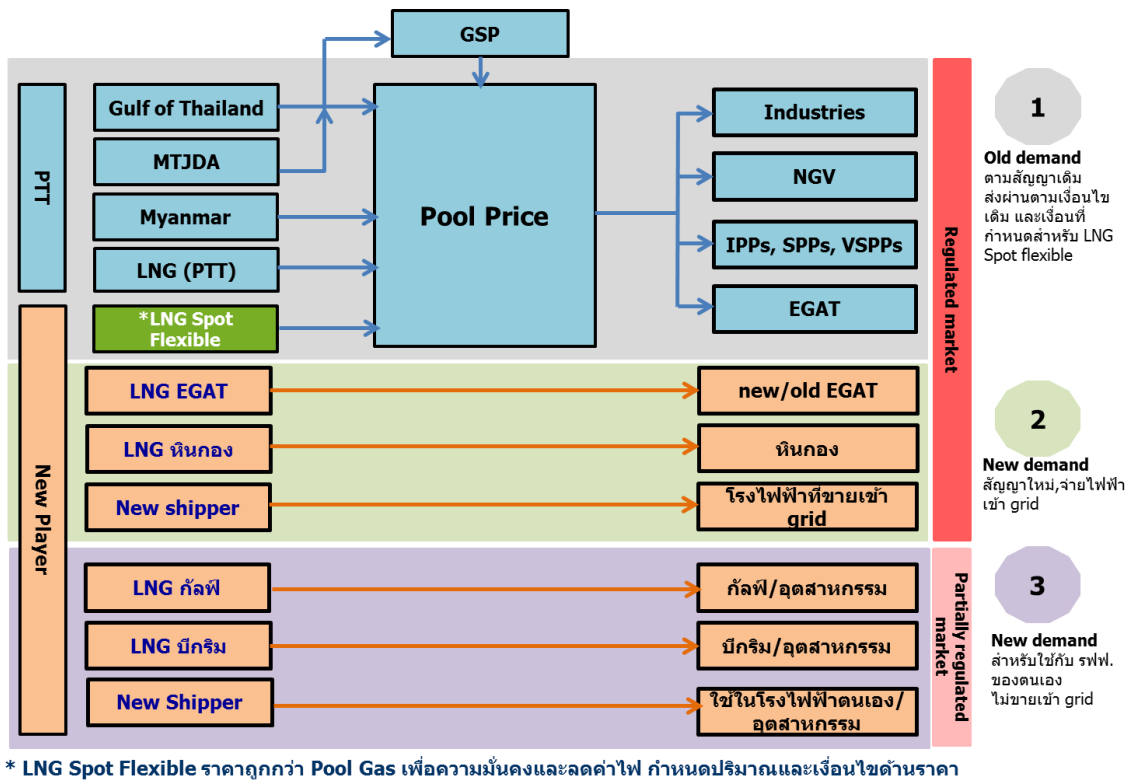 GSP
PTT
Gulf of Thailand
MTJDA
Myanmar
LNG (PTT)
*LNG Spot
Flexible
Pool Price
Industries
NGV
IPPs, SPPs, VSPPs
EGAT
Regulated market
1
Old demand
ตามสัญญาเดิม
ส่งผ่านตามเงื่อนไข
เดิม และเงื่อนที่
กำหนดสำหรับ LNG
Spot flexible
New Player
LNG EGAT
new/old EGAT
LNG หินกอง
หินกอง
New shipper
โรงไฟฟ้าที่ขายเข้า
grid
2
New demand
สัญญาใหม่,จ่ายไฟฟ้า
เข้า grid
LNG กัลฟ์
กัลฟ์/อุตสาหกรรม
LNG บีกริม
บีกริม/อุตสาหกรรม
New Shipper
ใช้ในโรงไฟฟ้าตนเอง/
อุตสาหกรรม
Partially regulated
market
3
New demand
สำหรับใช้กับ รฟฟ.
ของตนเอง
ไม่ขายเข้า grid
* LNG Spot Flexible ราคาถูกกว่า Pool Gas เพื่อความมั่นคงและลดค่าไฟ กำหนดปริมาณและเงื่อนไขด้านราคา